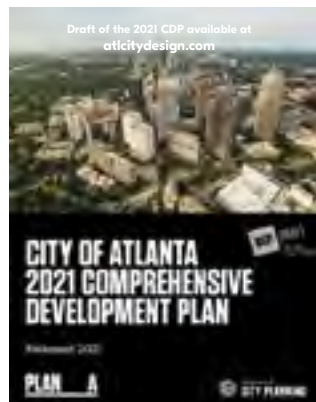 Draft of the 2021 CDP available at
atlcitydesign.com
CITY OF ATLANTA
2021 COMPREHENSIVE
DEVELOPMENT PLAN
PLAN A
CITY PLANNING